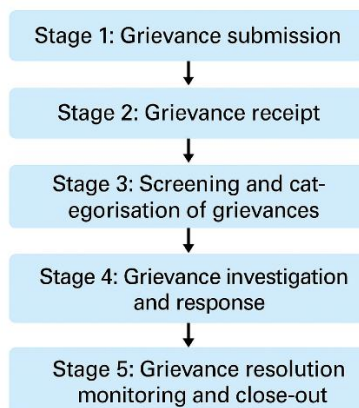 Stage 1: Grievance submission
Stage 2: Grievance receipt
Stage 3: Screening and cat-
egorisation of grievances
Stage 4: Grievance investigation
and response
Stage 5: Grievance resolution
monitoring and close-out